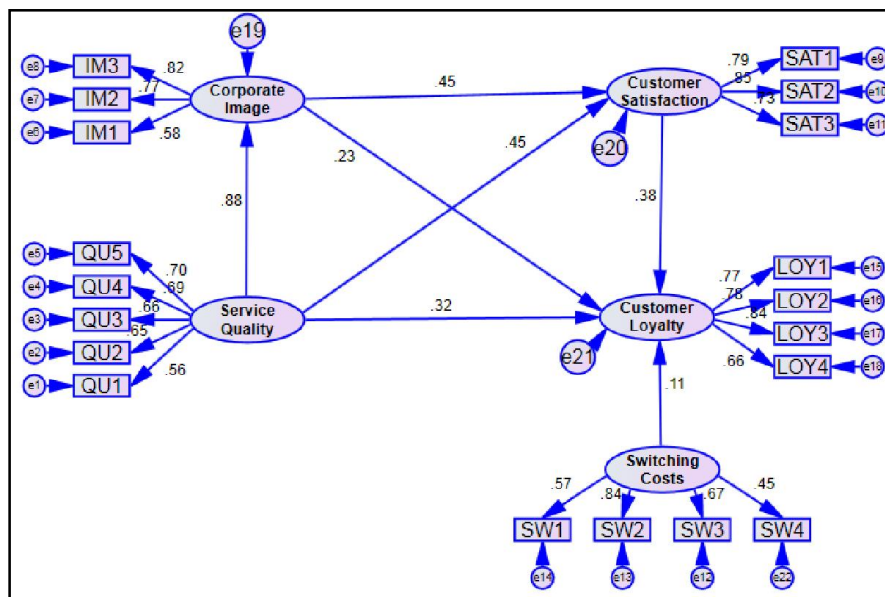 e19
e8 IM3 .82
Corporate
Image
e7 IM2 .77
e6 IM1 .58
.45
Customer
Satisfaction
.79 SAT1 e9
.85 SAT2 e10
.73 SAT3 e11
e20
.45
.23
.88
.38
e5 QU5 .70
e4 QU4 .69
e3 QU3 .66
e2 QU2 .65
e1 QU1 .56
Service
Quality
.32
Customer
Loyalty
.77 LOY1 e15
.78 LOY2 e16
.84 LOY3 e17
.66 LOY4 e18
e21
.11
Switching
Costs
.57 .84 .67 .45
SW1 SW2 SW3 SW4
e14 e13 e12 e22